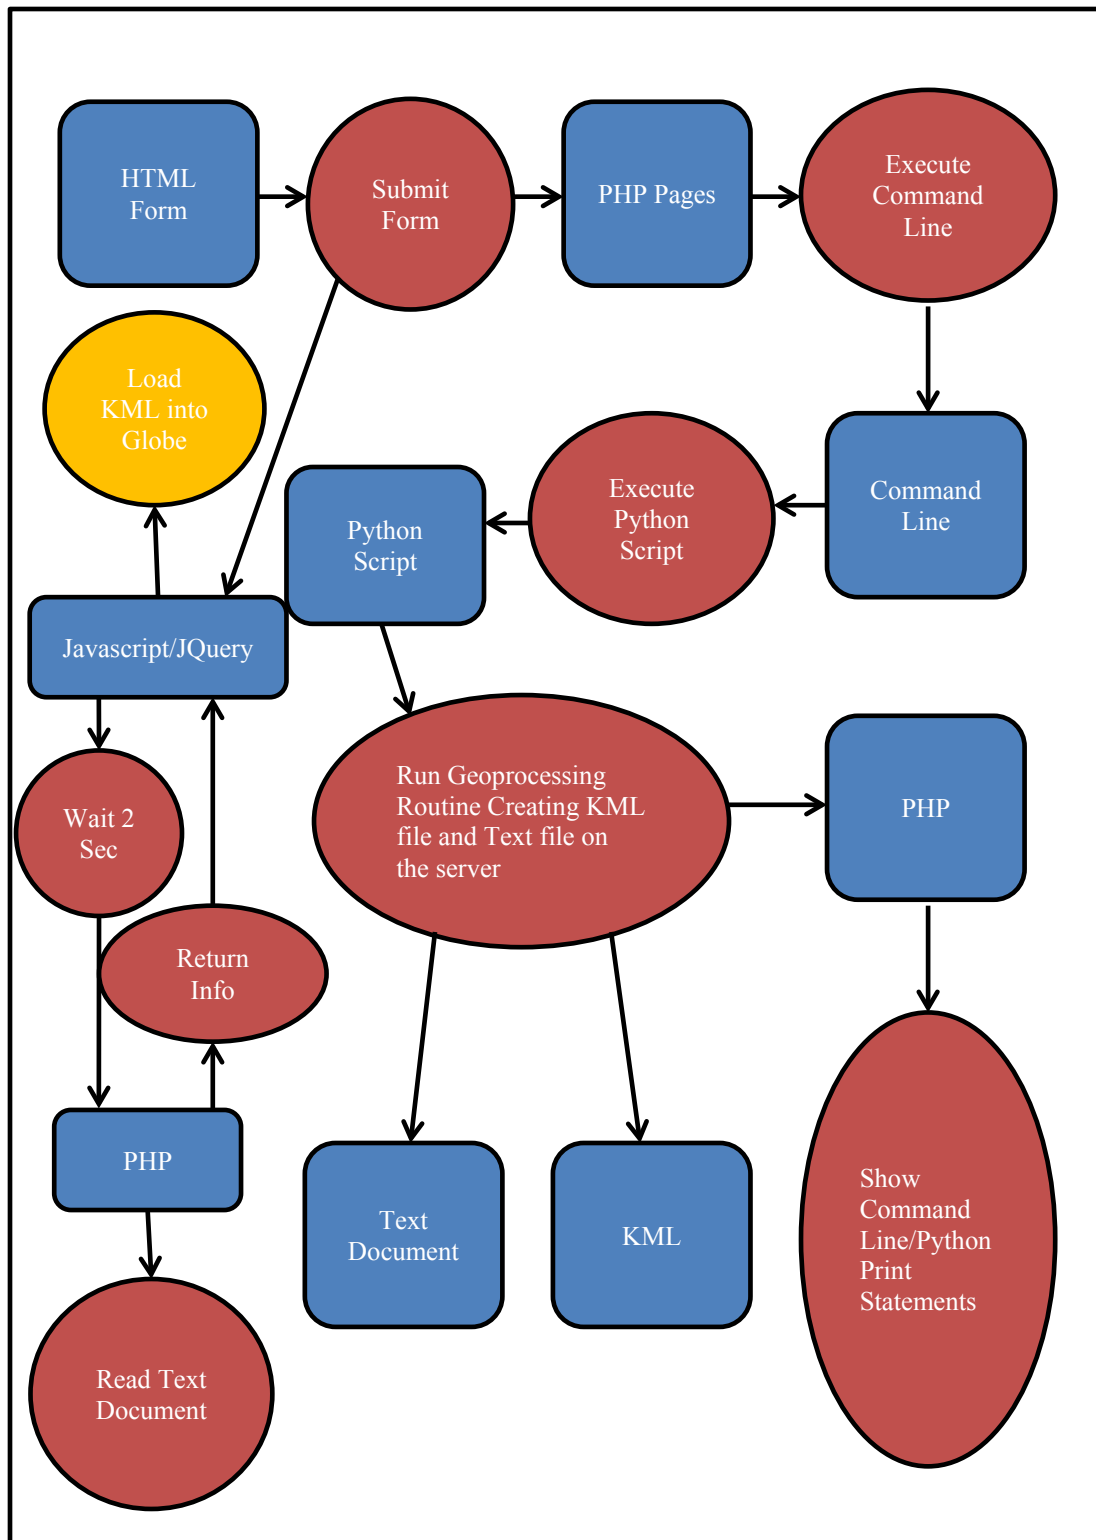 HTML
Form
Submit
Form
PHP Pages
Execute
Command
Line
Load
KML into
Globe
Python
Script
Execute
Python
Script
Command
Line
Javascript/JQuery
Wait 2
Sec
Return
Info
Run Geoprocessing
Routine Creating KML
file and Text file on
the server
PHP
PHP
Text
Document
KML
Show
Command
Line/Python
Print
Statements
Read Text
Document